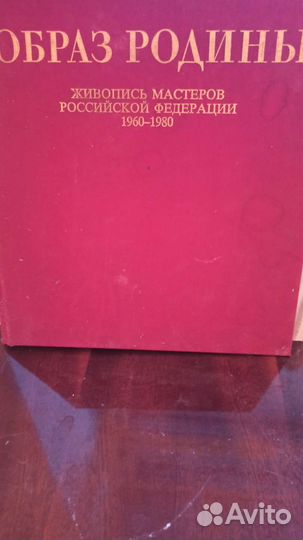 ОБРАЗ РОДИНЫ
ЖИВОПИСЬ МАСТЕРОВ
РОССИЙСКОЙ ФЕДЕРАЦИИ
1960–1980
Avito